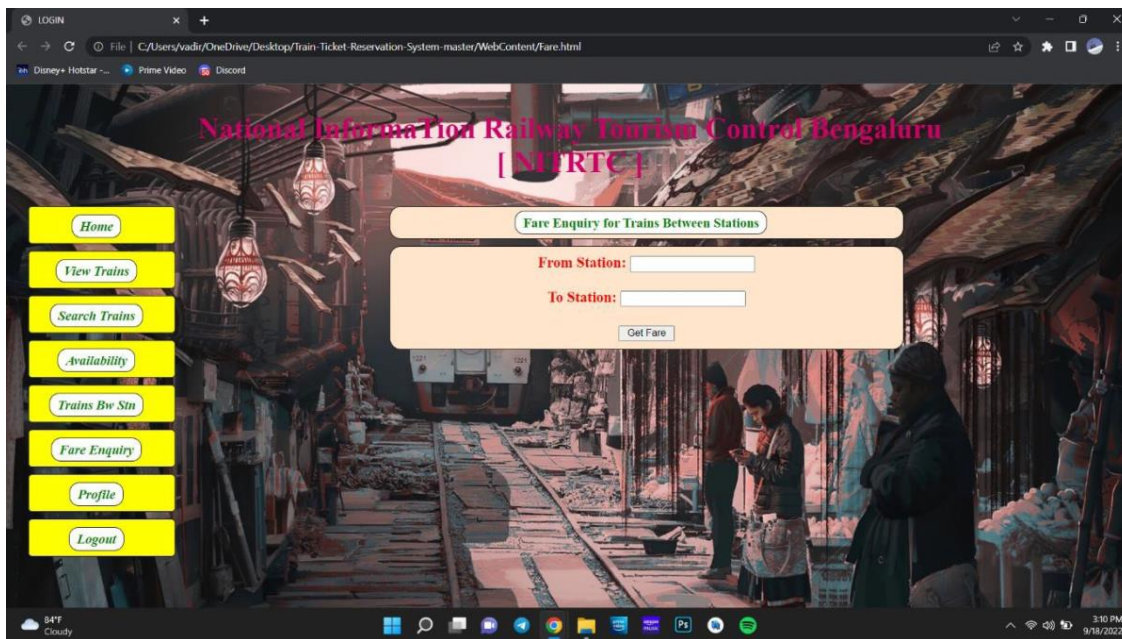 LOGIN
File | C:/Users/vadir/OneDrive/Desktop/Train-Ticket-Reservation-System-master/WebContent/Fare.html
Disney+ Hotstar -... Prime Video Discord
National InformaTion Railway Tourism Control Bengaluru
[ NITRTC ]
Home
View Trains
Search Trains
Availability
Trains Bw Stn
Fare Enquiry
Profile
Logout
Fare Enquiry for Trains Between Stations
From Station:
To Station:
Get Fare
1221 1221
84°F
Cloudy
Ps
3:10 PM
9/18/2022